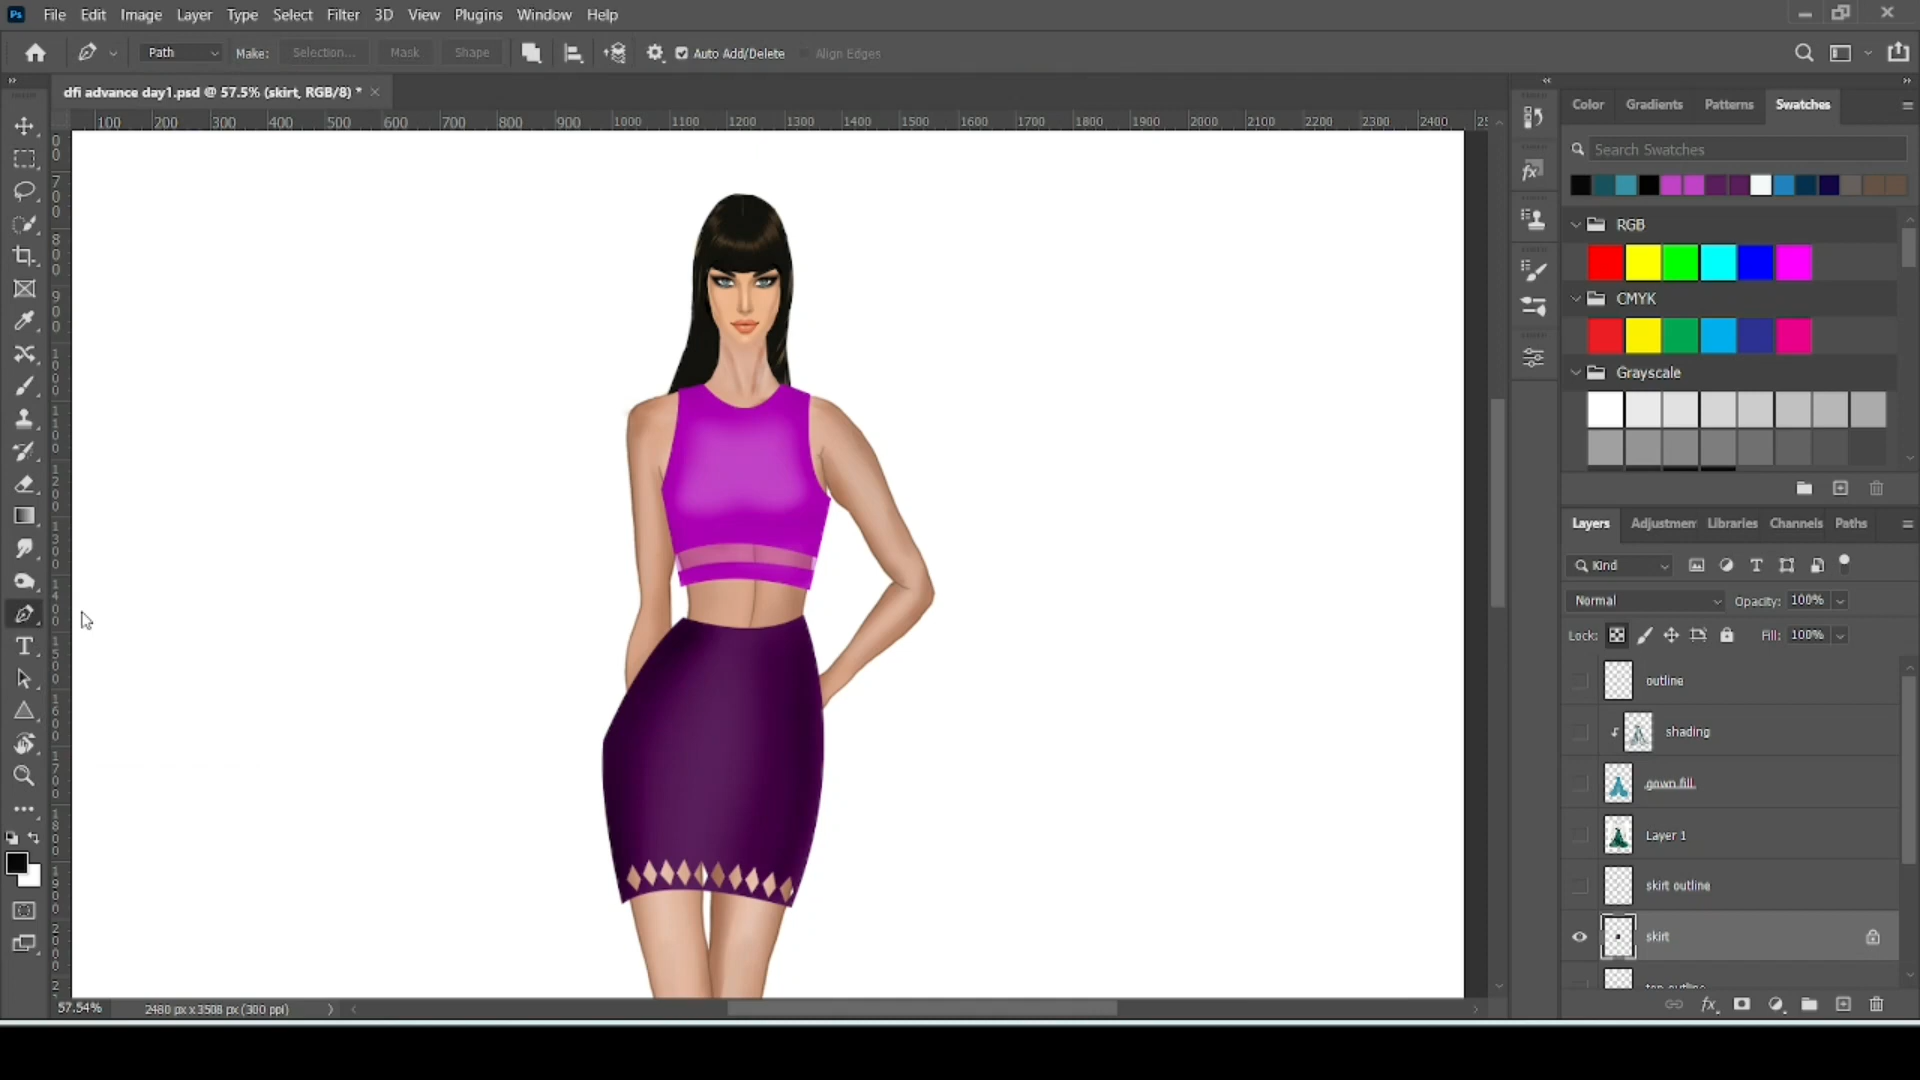 Ps File Edit Image Layer Type Select Filter 3D View Plugins Window Help
Path Make: Selection... Mask Shape Auto Add/Delete Align Edges
dfi advance day1.psd @ 57.5% (skirt, RGB/8) *
100 200 300 400 500 600 700 800 900 1000 1100 1200 1300 1400 1500 1600 1700 1800 1900 2000 2100 2200 2300 2400
Color Gradients Patterns Swatches
Search Swatches
RGB
CMYK
Grayscale
Layers Adjustmen Libraries Channels Paths
Kind
Normal Opacity: 100%
Lock: Fill: 100%
outline
shading
gown fill
Layer 1
skirt outline
skirt
57.54% 2480 px x 3508 px (300 ppi)